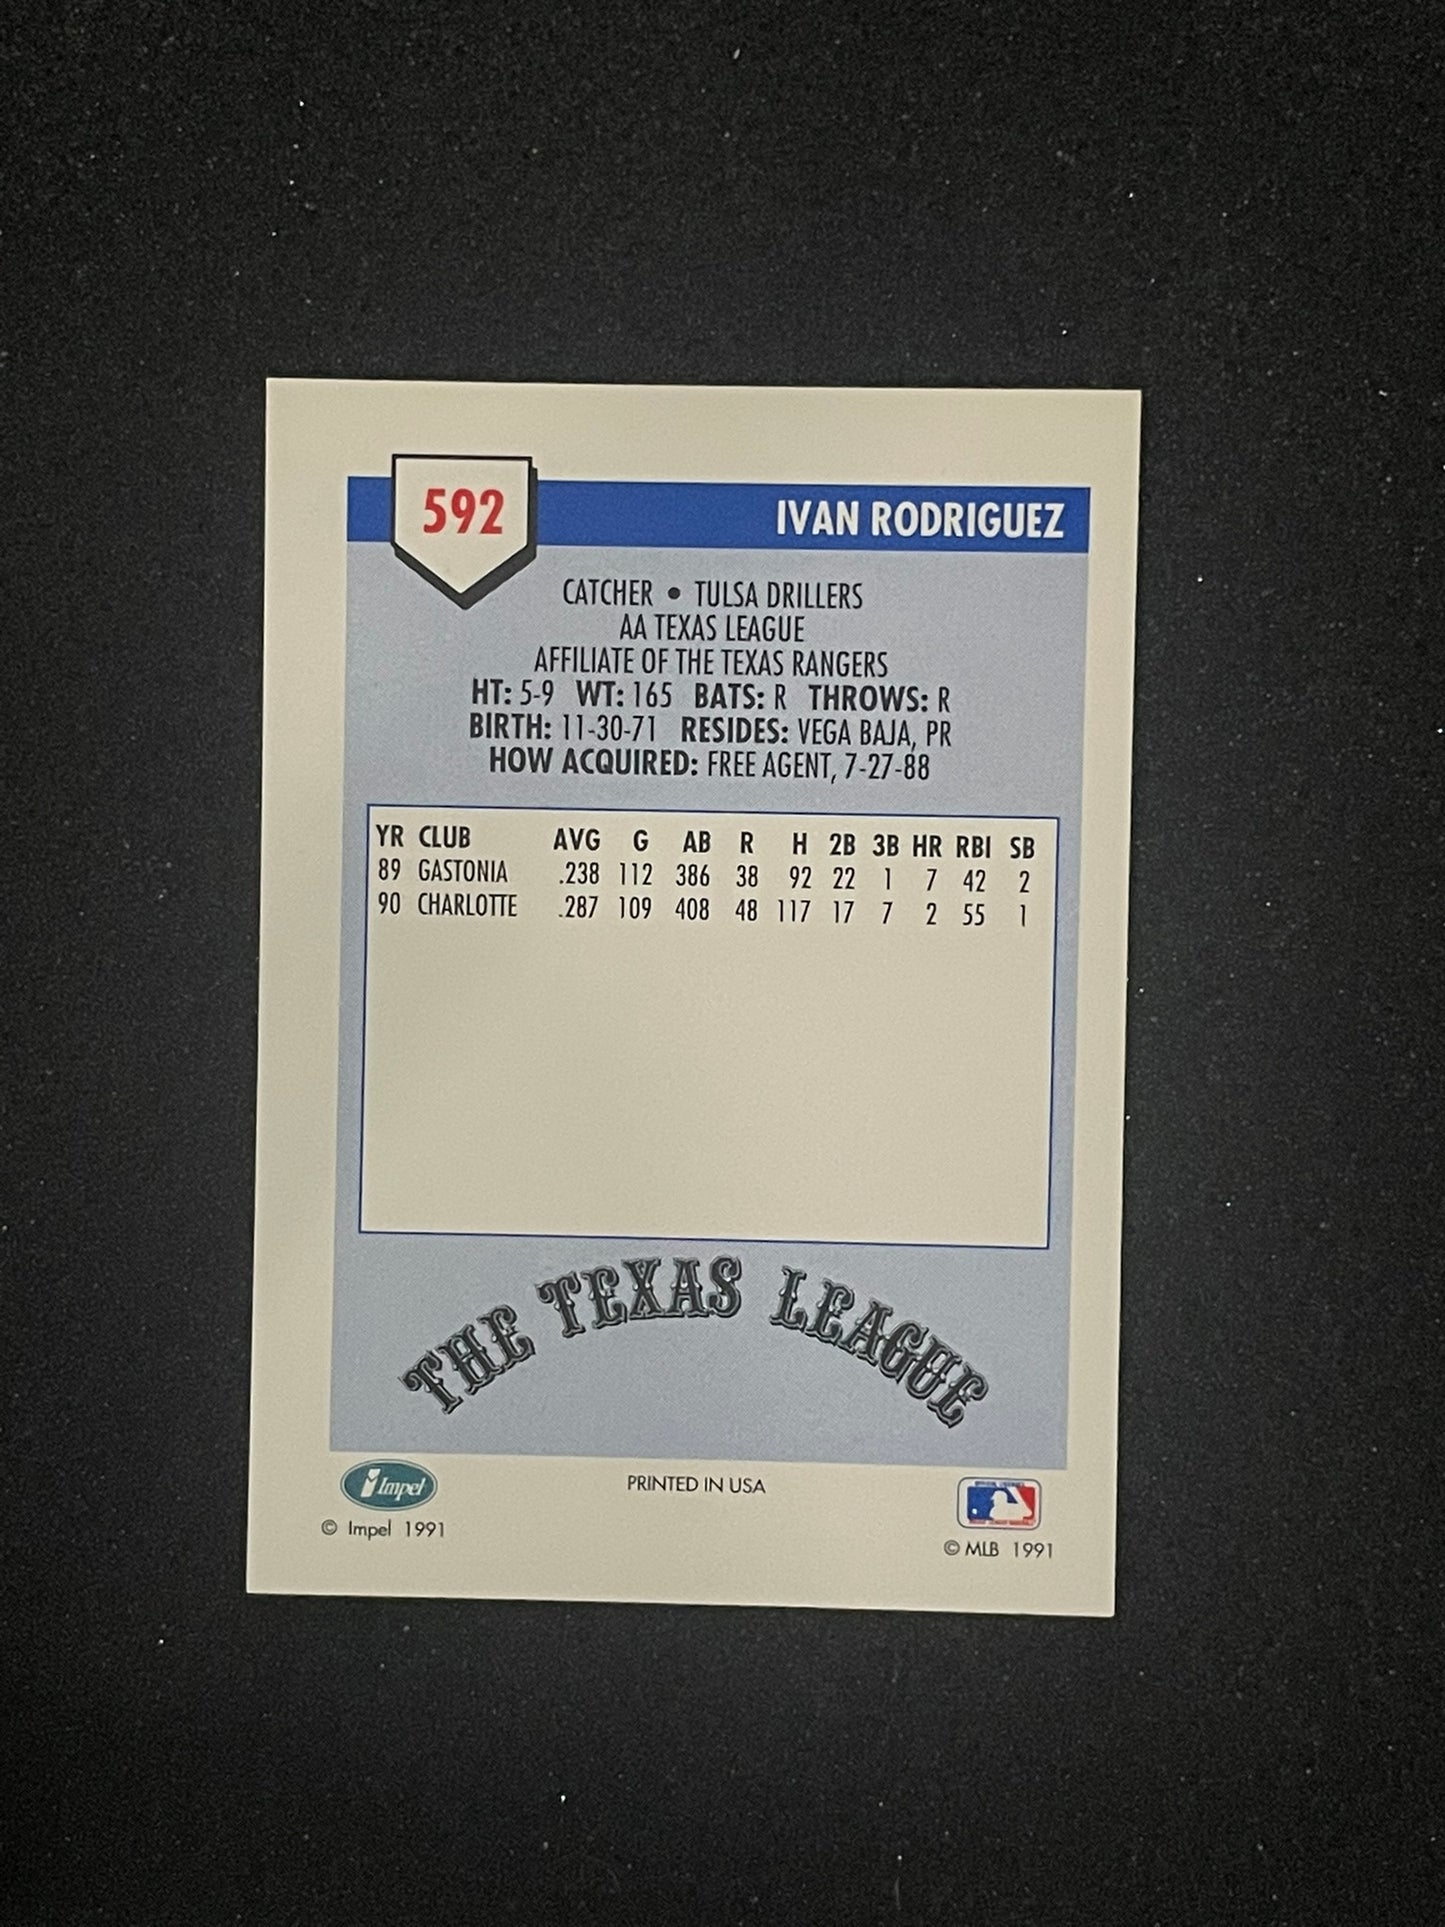 592
IVAN RODRIGUEZ
CATCHER • TULSA DRILLERS
AA TEXAS LEAGUE
AFFILIATE OF THE TEXAS RANGERS
HT: 5-9 WT: 165 BATS: R THROWS: R
BIRTH: 11-30-71 RESIDES: VEGA BAJA, PR
HOW ACQUIRED: FREE AGENT, 7-27-88
YR CLUB AVG G AB R H 2B 3B HR RBI SB
89 GASTONIA .238 112 386 38 92 22 1 7 42 2
90 CHARLOTTE .287 109 408 48 117 17 7 2 55 1
THE TEXAS LEAGUE
Impel
PRINTED IN USA
© Impel 1991
© MLB 1991